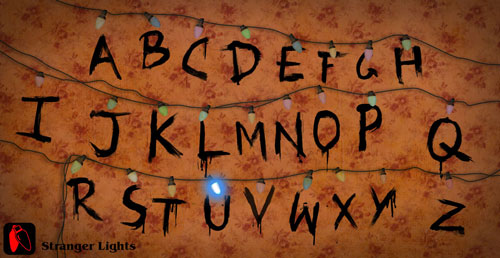 A B C D E F G H
I J K L M N O P Q
R S T U V W X Y Z
Stranger Lights